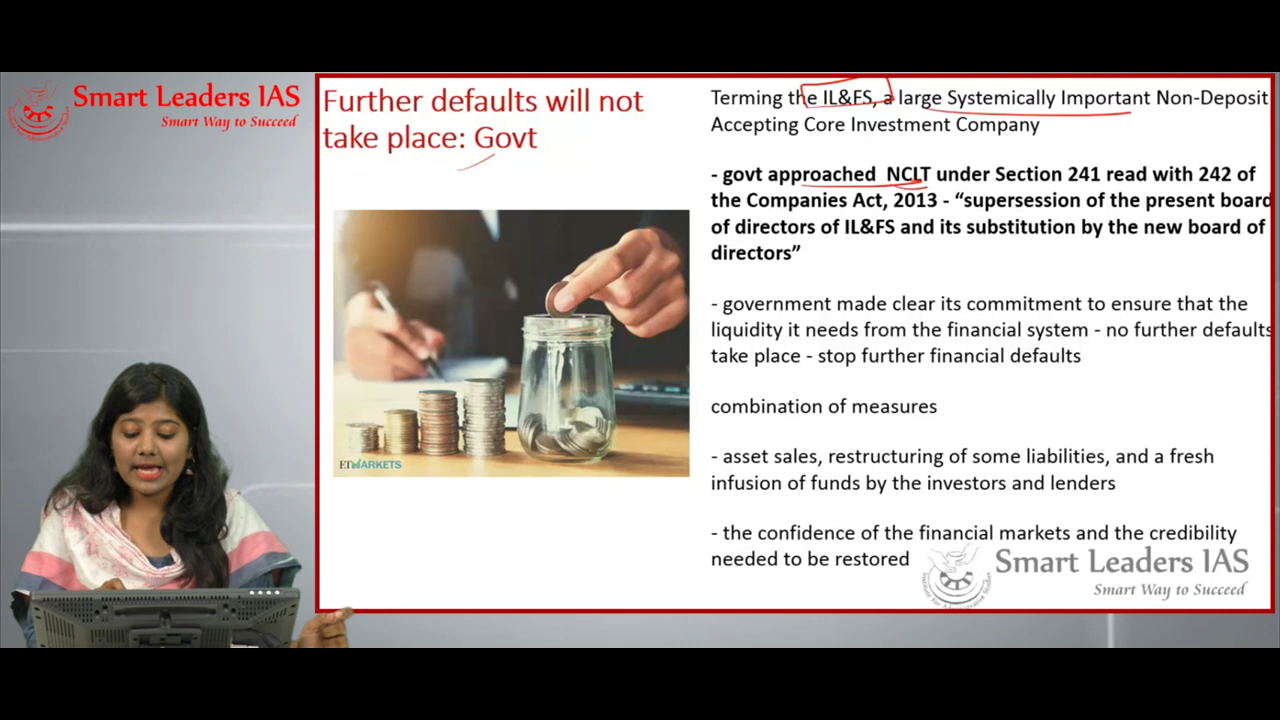 Smart Leaders IAS
Smart Way to Succeed
Further defaults will not
take place: Govt
ETMARKETS
Terming the IL&FS, a large Systemically Important Non-Deposit
Accepting Core Investment Company
- govt approached NCLT under Section 241 read with 242 of
the Companies Act, 2013 - “supersession of the present board
of directors of IL&FS and its substitution by the new board of
directors”
- government made clear its commitment to ensure that the
liquidity it needs from the financial system - no further defaults
take place - stop further financial defaults
combination of measures
- asset sales, restructuring of some liabilities, and a fresh
infusion of funds by the investors and lenders
- the confidence of the financial markets and the credibility
needed to be restored
Smart Leaders IAS
Smart Way to Succeed